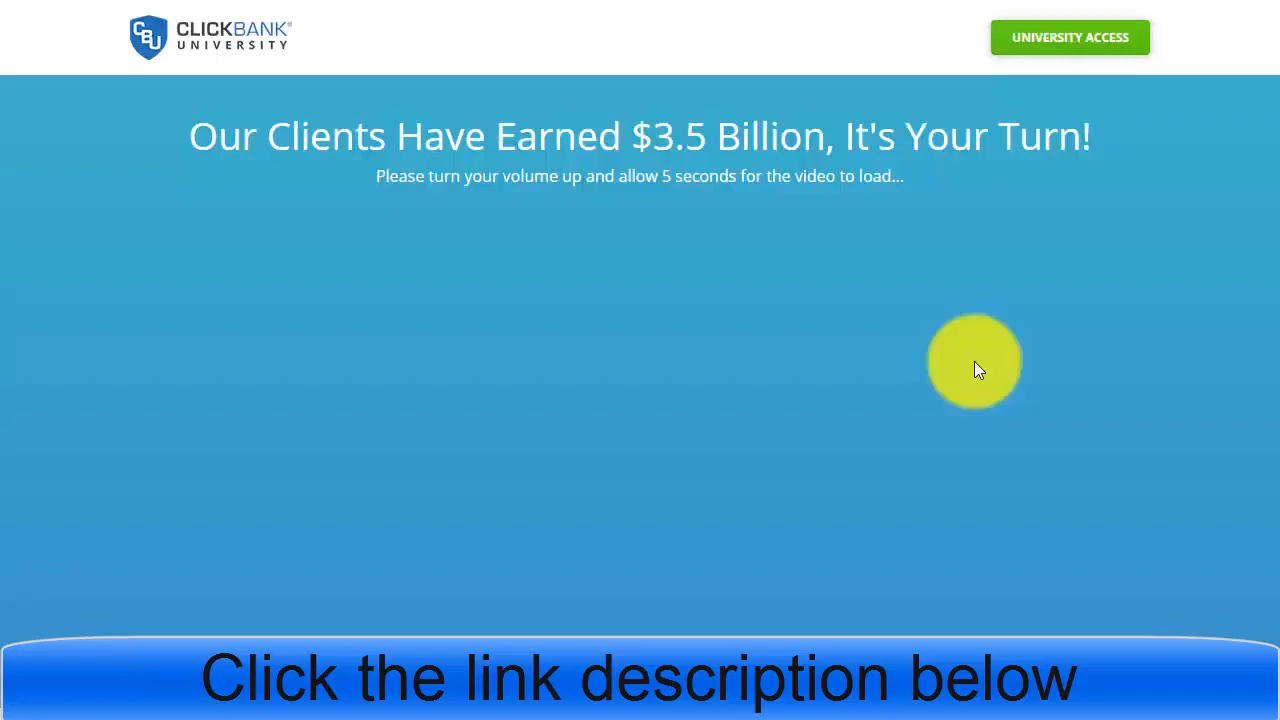 CBU
CLICKBANK®
UNIVERSITY
UNIVERSITY ACCESS
Our Clients Have Earned $3.5 Billion, It's Your Turn!
Please turn your volume up and allow 5 seconds for the video to load...
Click the link description below